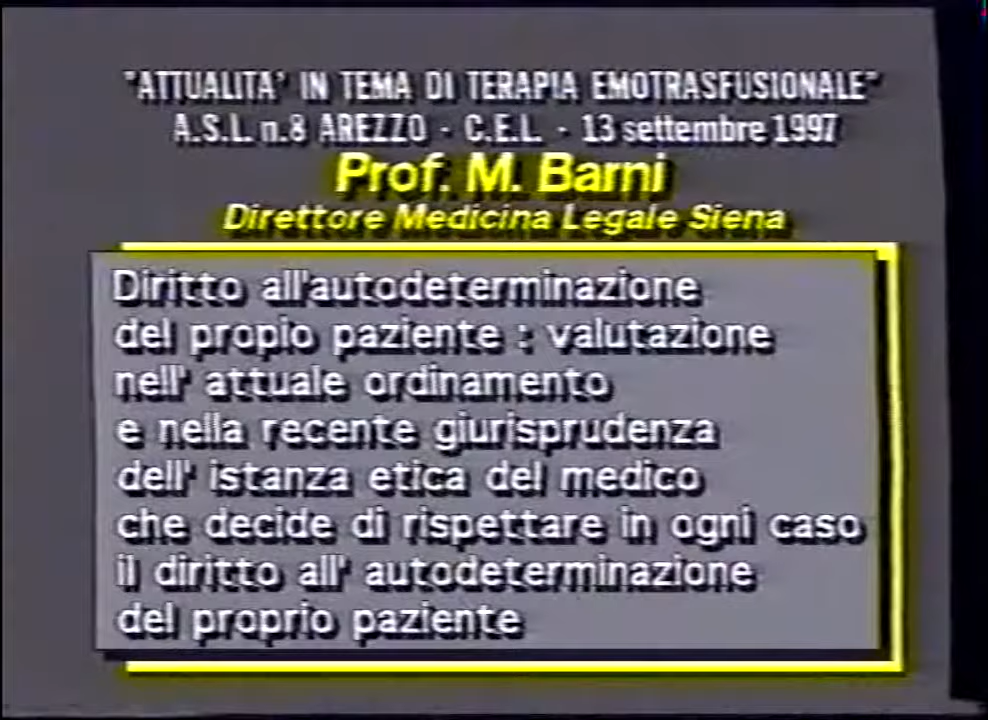 "ATTUALITA' IN TEMA DI TERAPIA EMOTRASFUSIONALE"
A.S.L. n.8 AREZZO - C.E.L. - 13 settembre 1997
Prof. M. Barni
Direttore Medicina Legale Siena
Diritto all'autodeterminazione
del propio paziente : valutazione
nell' attuale ordinamento
e nella recente giurisprudenza
dell' istanza etica del medico
che decide di rispettare in ogni caso
il diritto all' autodeterminazione
del proprio paziente